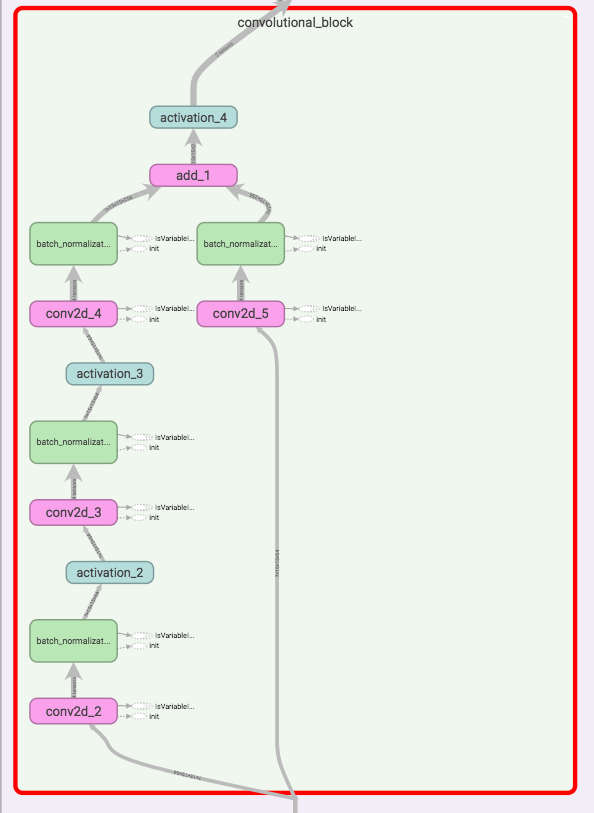 convolutional_block
activation_4
add_1
batch_normalizat...
IsVariableI...
init
batch_normalizat...
IsVariableI...
init
conv2d_4
IsVariableI...
init
conv2d_5
IsVariableI...
init
activation_3
batch_normalizat...
IsVariableI...
init
conv2d_3
IsVariableI...
init
activation_2
batch_normalizat...
IsVariableI...
init
conv2d_2
IsVariableI...
init